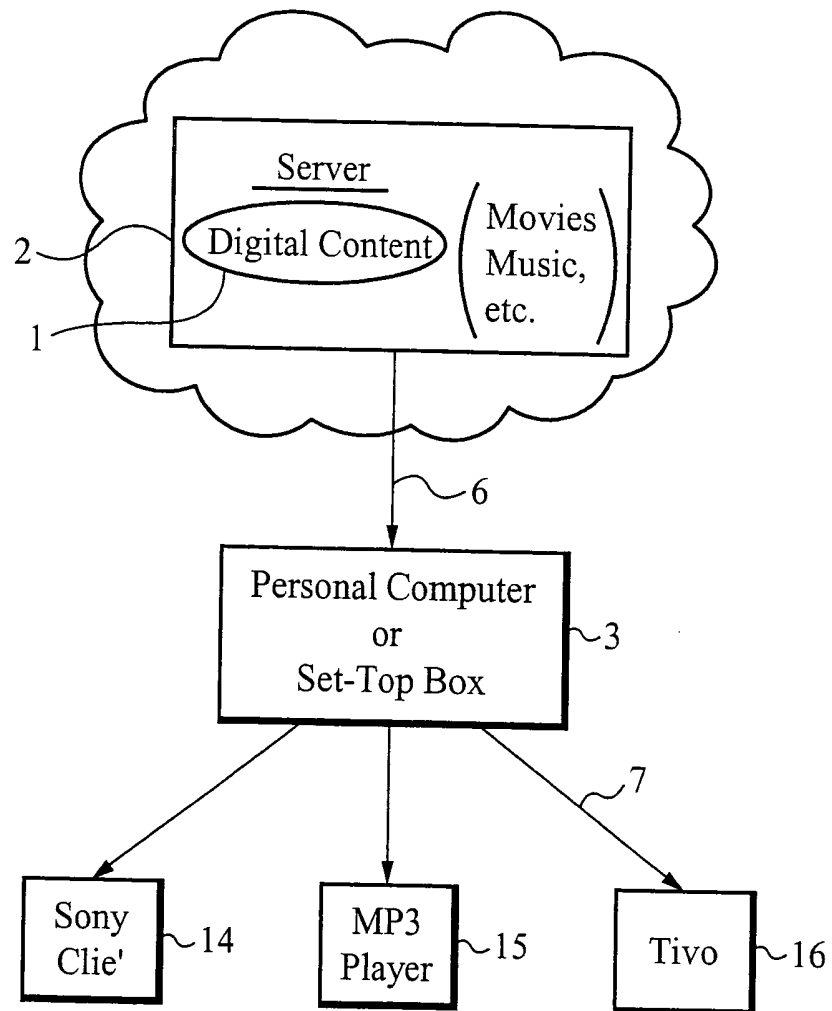 Server
Digital Content
Movies
Music,
etc.
2
1
6
Personal Computer
or
Set-Top Box
3
7
Sony
Clie'
14
MP3
Player
15
Tivo
16